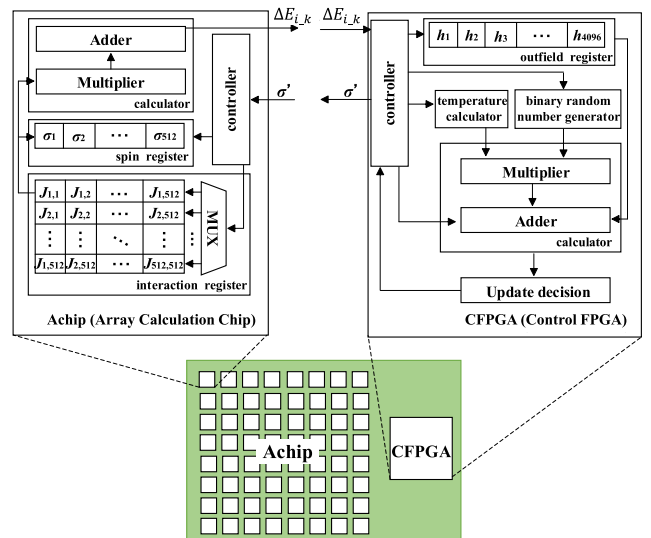 ΔE_{i_k}
ΔE_{i_k}
σ'
σ'
Adder
Multiplier
calculator
controller
σ1 σ2 ⋯ σ512
spin register
J1,1 J1,2 ⋯ J1,512
J2,1 J2,2 ⋯ J2,512
⋮ ⋮ ⋱ ⋮ ⋮
J1,512 J2,512 ⋯ J512,512
MUX
interaction register
Achip (Array Calculation Chip)
controller
h1 h2 h3 ⋯ h4096
outfield register
temperature
calculator
binary random
number generator
Multiplier
Adder
calculator
Update decision
CFPGA (Control FPGA)
Achip
CFPGA